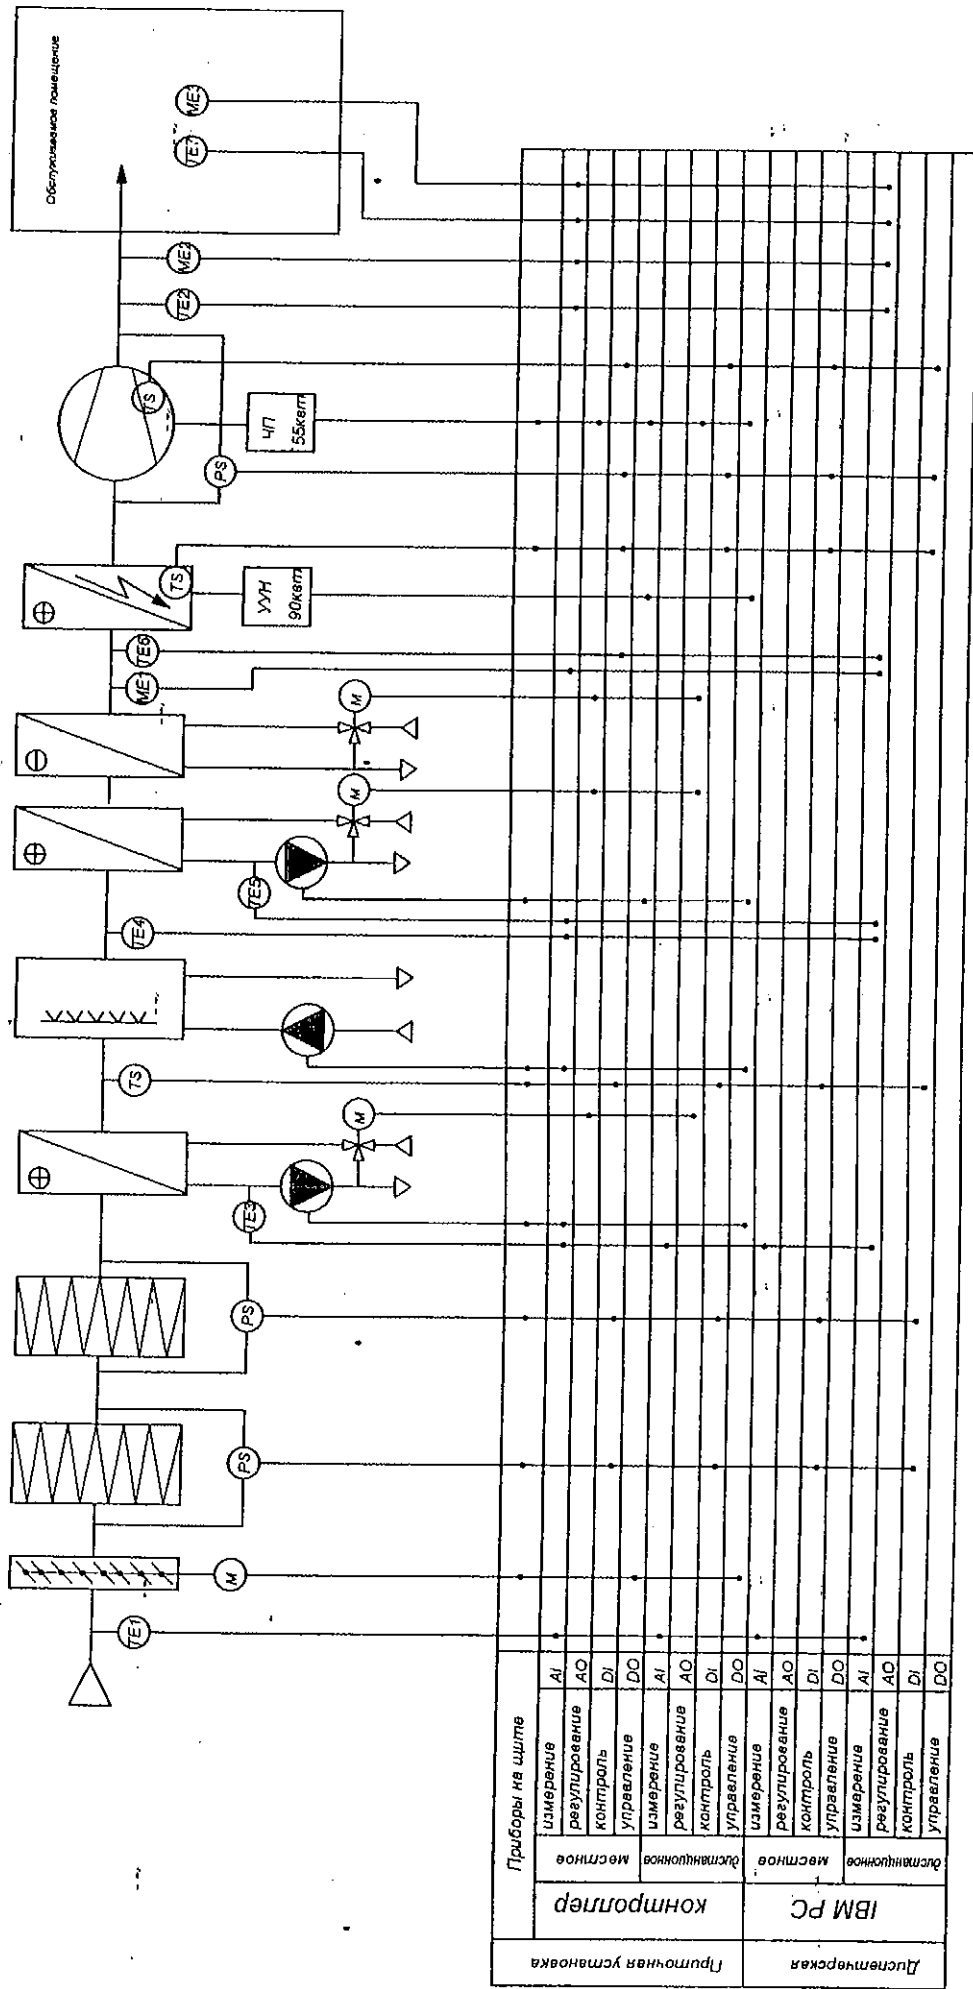 Обслуживаемое помещение
TE1
M
PS
PS
TE3
M
TS
TE4
TE5
M
M
ME1
TE6
TS
УУН
90квт
PS
TS
ЧП
55квт
TE2
ME2
TE7
ME3
Приборы на щите
измерение AI
регулирование AO
контроль DI
управление DO
измерение AI
регулирование AO
контроль DI
управление DO
измерение AI
регулирование AO
контроль DI
управление DO
измерение AI
регулирование AO
контроль DI
управление DO
местное
дистанционное
местное
дистанционное
контроллер
IBM PC
Приточная установка
Диспетчерская